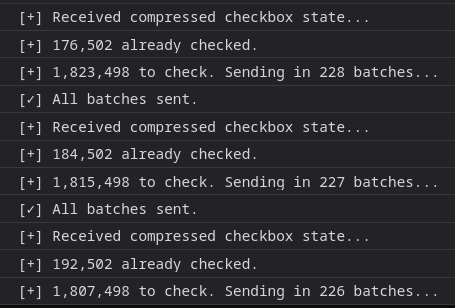 [+] Received compressed checkbox state...
[+] 176,502 already checked.
[+] 1,823,498 to check. Sending in 228 batches...
[✓] All batches sent.
[+] Received compressed checkbox state...
[+] 184,502 already checked.
[+] 1,815,498 to check. Sending in 227 batches...
[✓] All batches sent.
[+] Received compressed checkbox state...
[+] 192,502 already checked.
[+] 1,807,498 to check. Sending in 226 batches...